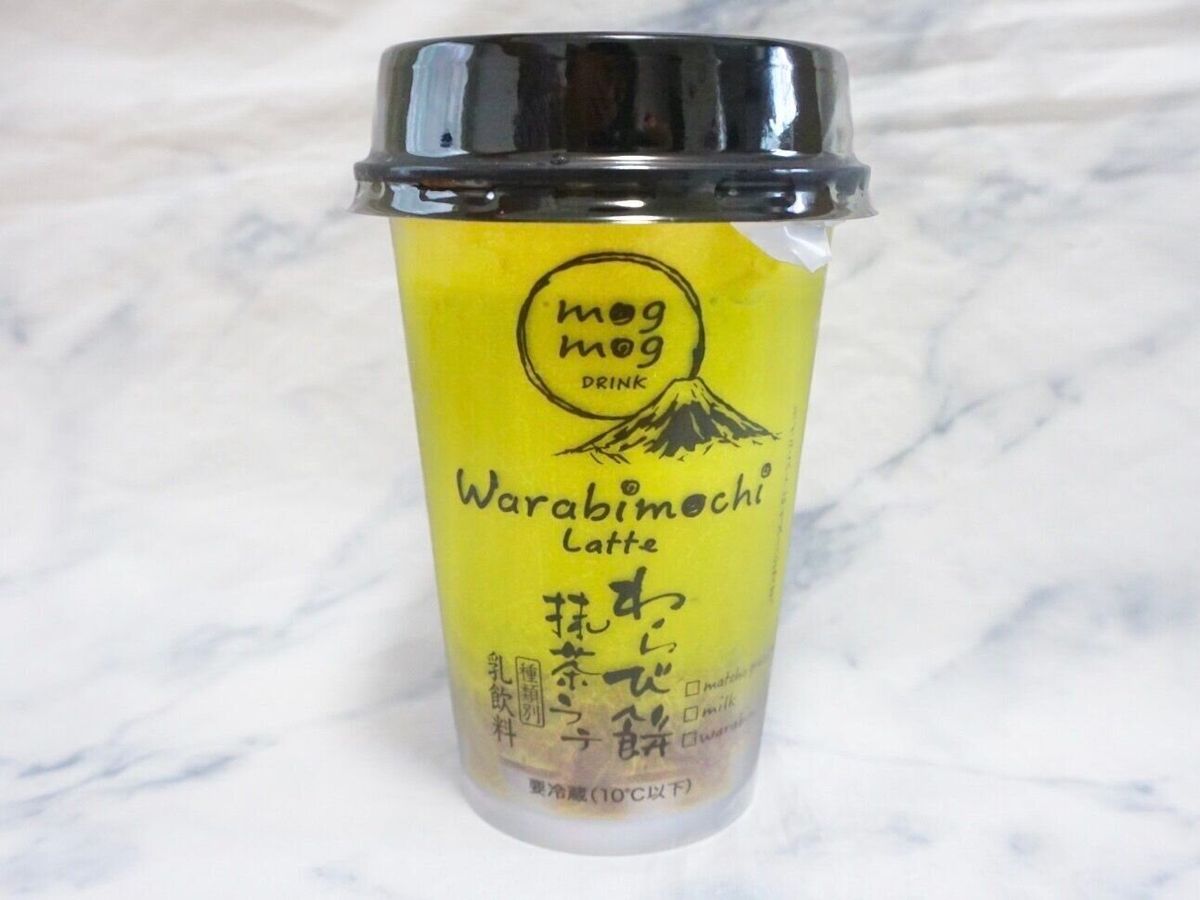 mog
mog
DRINK
Warabimochi
Latte
わらび餅
抹茶ラテ
種類別
乳飲料
matcha
milk
要冷蔵(10℃以下)